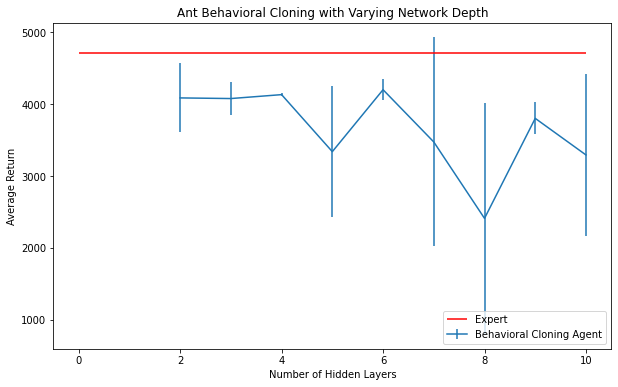 Ant Behavioral Cloning with Varying Network Depth
5000
4000
3000
2000
1000
Average Return
Expert
Behavioral Cloning Agent
0
2
4
6
8
10
Number of Hidden Layers